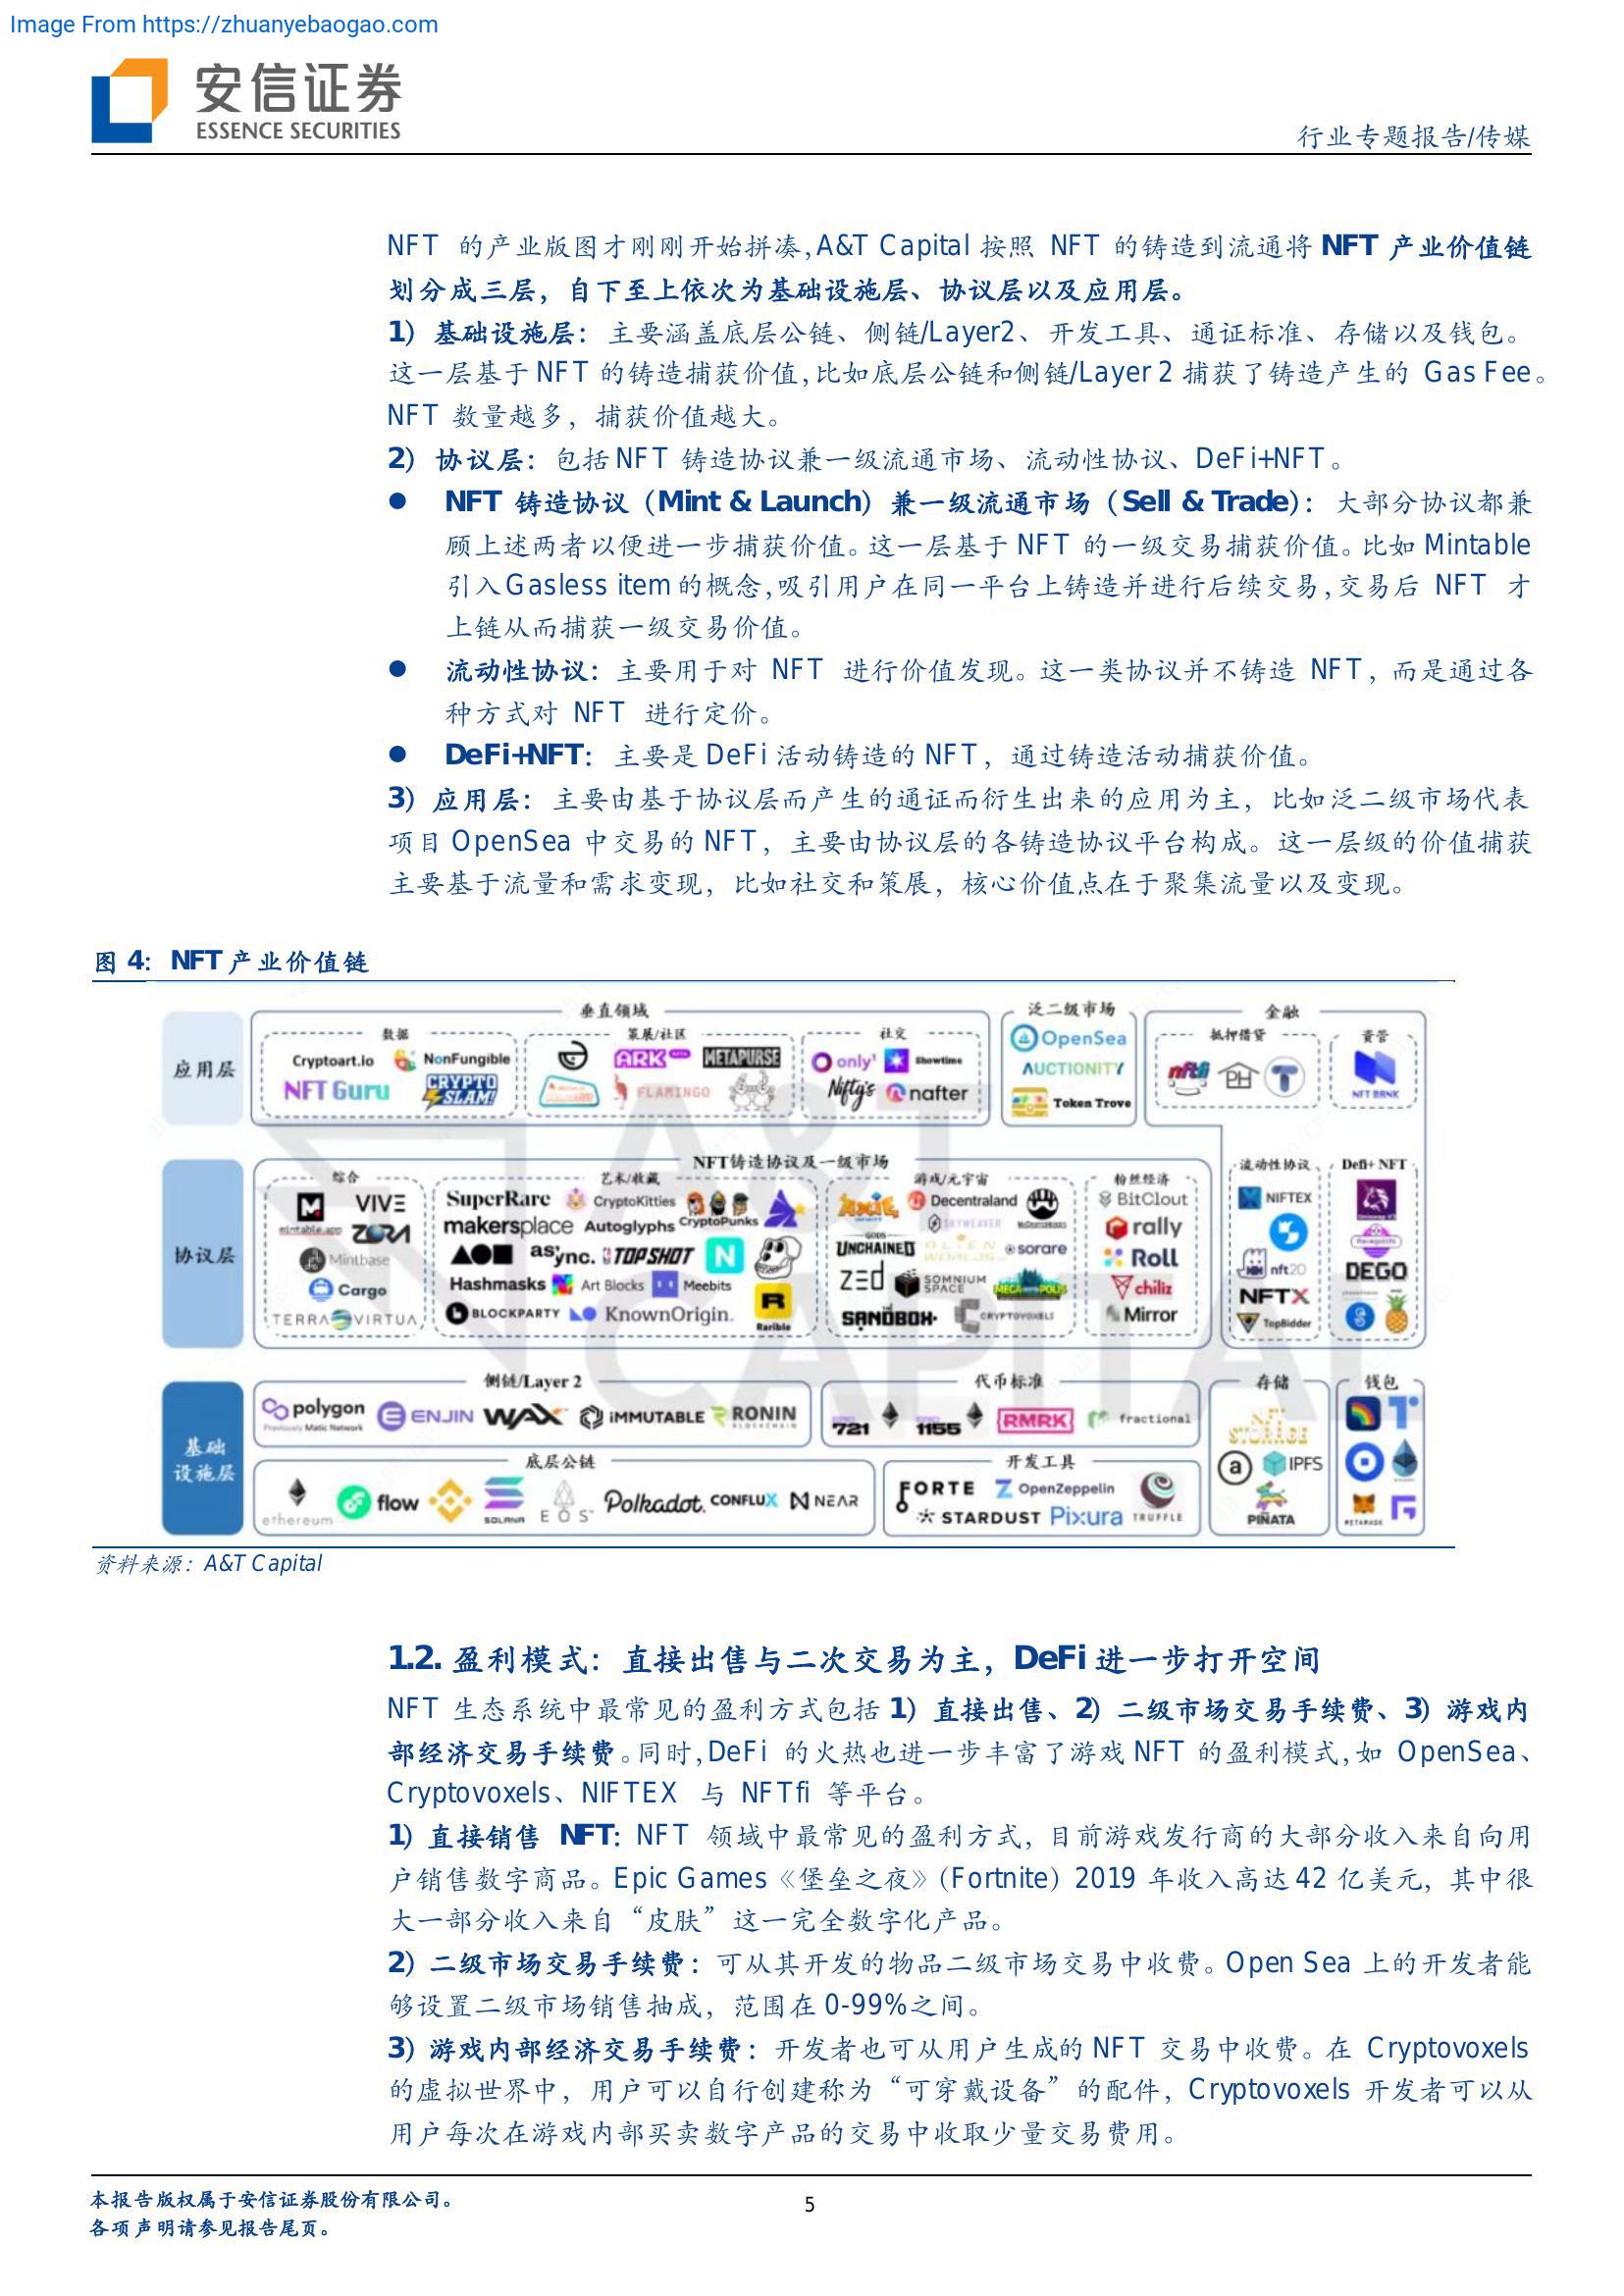 Image From https://zhuanyebaogao.com
安信证券
ESSENCE SECURITIES
行业专题报告/传媒
NFT 的产业版图才刚刚开始拼凑,A&T Capital 按照 NFT 的铸造到流通将 NFT 产业价值链
划分成三层，自下至上依次为基础设施层、协议层以及应用层。
1）基础设施层：主要涵盖底层公链、侧链/Layer2、开发工具、通证标准、存储以及钱包。
这一层基于 NFT 的铸造捕获价值,比如底层公链和侧链/Layer 2 捕获了铸造产生的 Gas Fee。
NFT 数量越多，捕获价值越大。
2）协议层：包括 NFT 铸造协议兼一级流通市场、流动性协议、DeFi+NFT。
● NFT 铸造协议（Mint & Launch）兼一级流通市场（Sell & Trade）：大部分协议都兼
顾上述两者以便进一步捕获价值。这一层基于 NFT 的一级交易捕获价值。比如 Mintable
引入 Gasless item 的概念,吸引用户在同一平台上铸造并进行后续交易,交易后 NFT 才
上链从而捕获一级交易价值。
● 流动性协议：主要用于对 NFT 进行价值发现。这一类协议并不铸造 NFT，而是通过各
种方式对 NFT 进行定价。
● DeFi+NFT：主要是 DeFi 活动铸造的 NFT，通过铸造活动捕获价值。
3）应用层：主要由基于协议层而产生的通证而衍生出来的应用为主，比如泛二级市场代表
项目 OpenSea 中交易的 NFT，主要由协议层的各铸造协议平台构成。这一层级的价值捕获
主要基于流量和需求变现，比如社交和策展，核心价值点在于聚集流量以及变现。
图 4：NFT 产业价值链
应用层
垂直领域
数据
Cryptoart.io NonFungible
NFT Guru CRYPTO SLAM!
策展/社区
ARK METAPURSE
FLAMINGO
社交
only¹ Showtime
Nifty's nafter
泛二级市场
OpenSea
AUCTIONITY
Token Trove
金融
抵押借贷
nftfi PH
资管
NFT BANK
协议层
NFT铸造协议及一级市场
综合
VIVE
mintable.app ZORA
Mintbase
Cargo
TERRA VIRTUA
艺术/收藏
SuperRare CryptoKitties
makersplace Autoglyphs CryptoPunks
async. TOPSHOT N
Hashmasks Art Blocks Meebits
BLOCKPARTY KnownOrigin. Rarible
游戏/元宇宙
AXIE Decentraland
SKYWEAVER
GODS UNCHAINED ALIEN WORLDS sorare
ZED SOMNIUM SPACE MEGACRYPTOPOLIS
THE SANDBOX CRYPTOVOXELS
粉丝经济
BitClout
rally
Roll
chiliz
Mirror
流动性协议
NIFTEX
nft20
NFTX
TopBidder
Defi+ NFT
DEGO
基础
设施层
侧链/Layer 2
polygon ENJIN WAX IMMUTABLE RONIN
Previously Matic Network BLOCKCHAIN
代币标准
721 1155 RMRK fractional
底层公链
ethereum flow SOLANA EOS Polkadot. CONFLUX NEAR
开发工具
FORTE OpenZeppelin
STARDUST Pixura TRUFFLE
存储
IPFS
PIÑATA
钱包
METAMASK
A&T
CAPITAL
资料来源：A&T Capital
1.2. 盈利模式：直接出售与二次交易为主，DeFi 进一步打开空间
NFT 生态系统中最常见的盈利方式包括 1）直接出售、2）二级市场交易手续费、3）游戏内
部经济交易手续费。同时,DeFi 的火热也进一步丰富了游戏 NFT 的盈利模式,如 OpenSea、
Cryptovoxels、NIFTEX 与 NFTfi 等平台。
1）直接销售 NFT：NFT 领域中最常见的盈利方式，目前游戏发行商的大部分收入来自向用
户销售数字商品。Epic Games《堡垒之夜》（Fortnite）2019 年收入高达 42 亿美元，其中很
大一部分收入来自“皮肤”这一完全数字化产品。
2）二级市场交易手续费：可从其开发的物品二级市场交易中收费。Open Sea 上的开发者能
够设置二级市场销售抽成，范围在 0-99%之间。
3）游戏内部经济交易手续费：开发者也可从用户生成的 NFT 交易中收费。在 Cryptovoxels
的虚拟世界中，用户可以自行创建称为“可穿戴设备”的配件，Cryptovoxels 开发者可以从
用户每次在游戏内部买卖数字产品的交易中收取少量交易费用。
本报告版权属于安信证券股份有限公司。
各项声明请参见报告尾页。
5